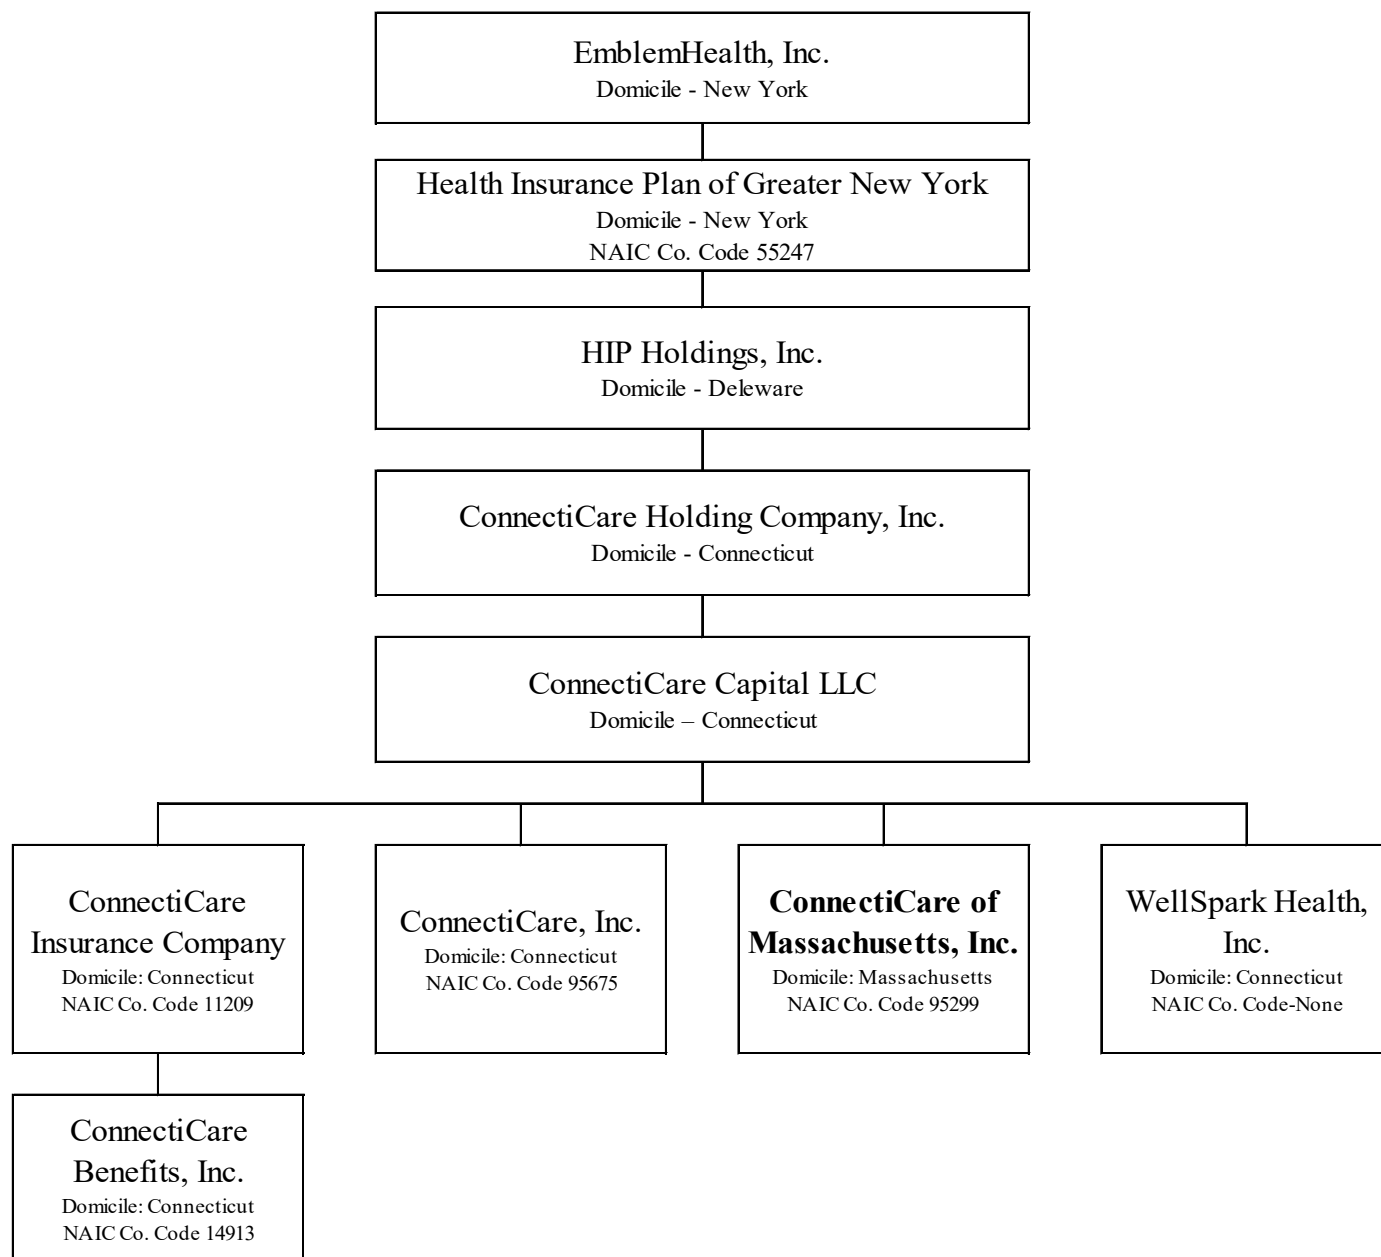 EmblemHealth, Inc.
Domicile - New York
Health Insurance Plan of Greater New York
Domicile - New York
NAIC Co. Code 55247
HIP Holdings, Inc.
Domicile - Deleware
ConnectiCare Holding Company, Inc.
Domicile - Connecticut
ConnectiCare Capital LLC
Domicile – Connecticut
ConnectiCare
Insurance Company
Domicile: Connecticut
NAIC Co. Code 11209
ConnectiCare, Inc.
Domicile: Connecticut
NAIC Co. Code 95675
ConnectiCare of
Massachusetts, Inc.
Domicile: Massachusetts
NAIC Co. Code 95299
WellSpark Health,
Inc.
Domicile: Connecticut
NAIC Co. Code-None
ConnectiCare
Benefits, Inc.
Domicile: Connecticut
NAIC Co. Code 14913